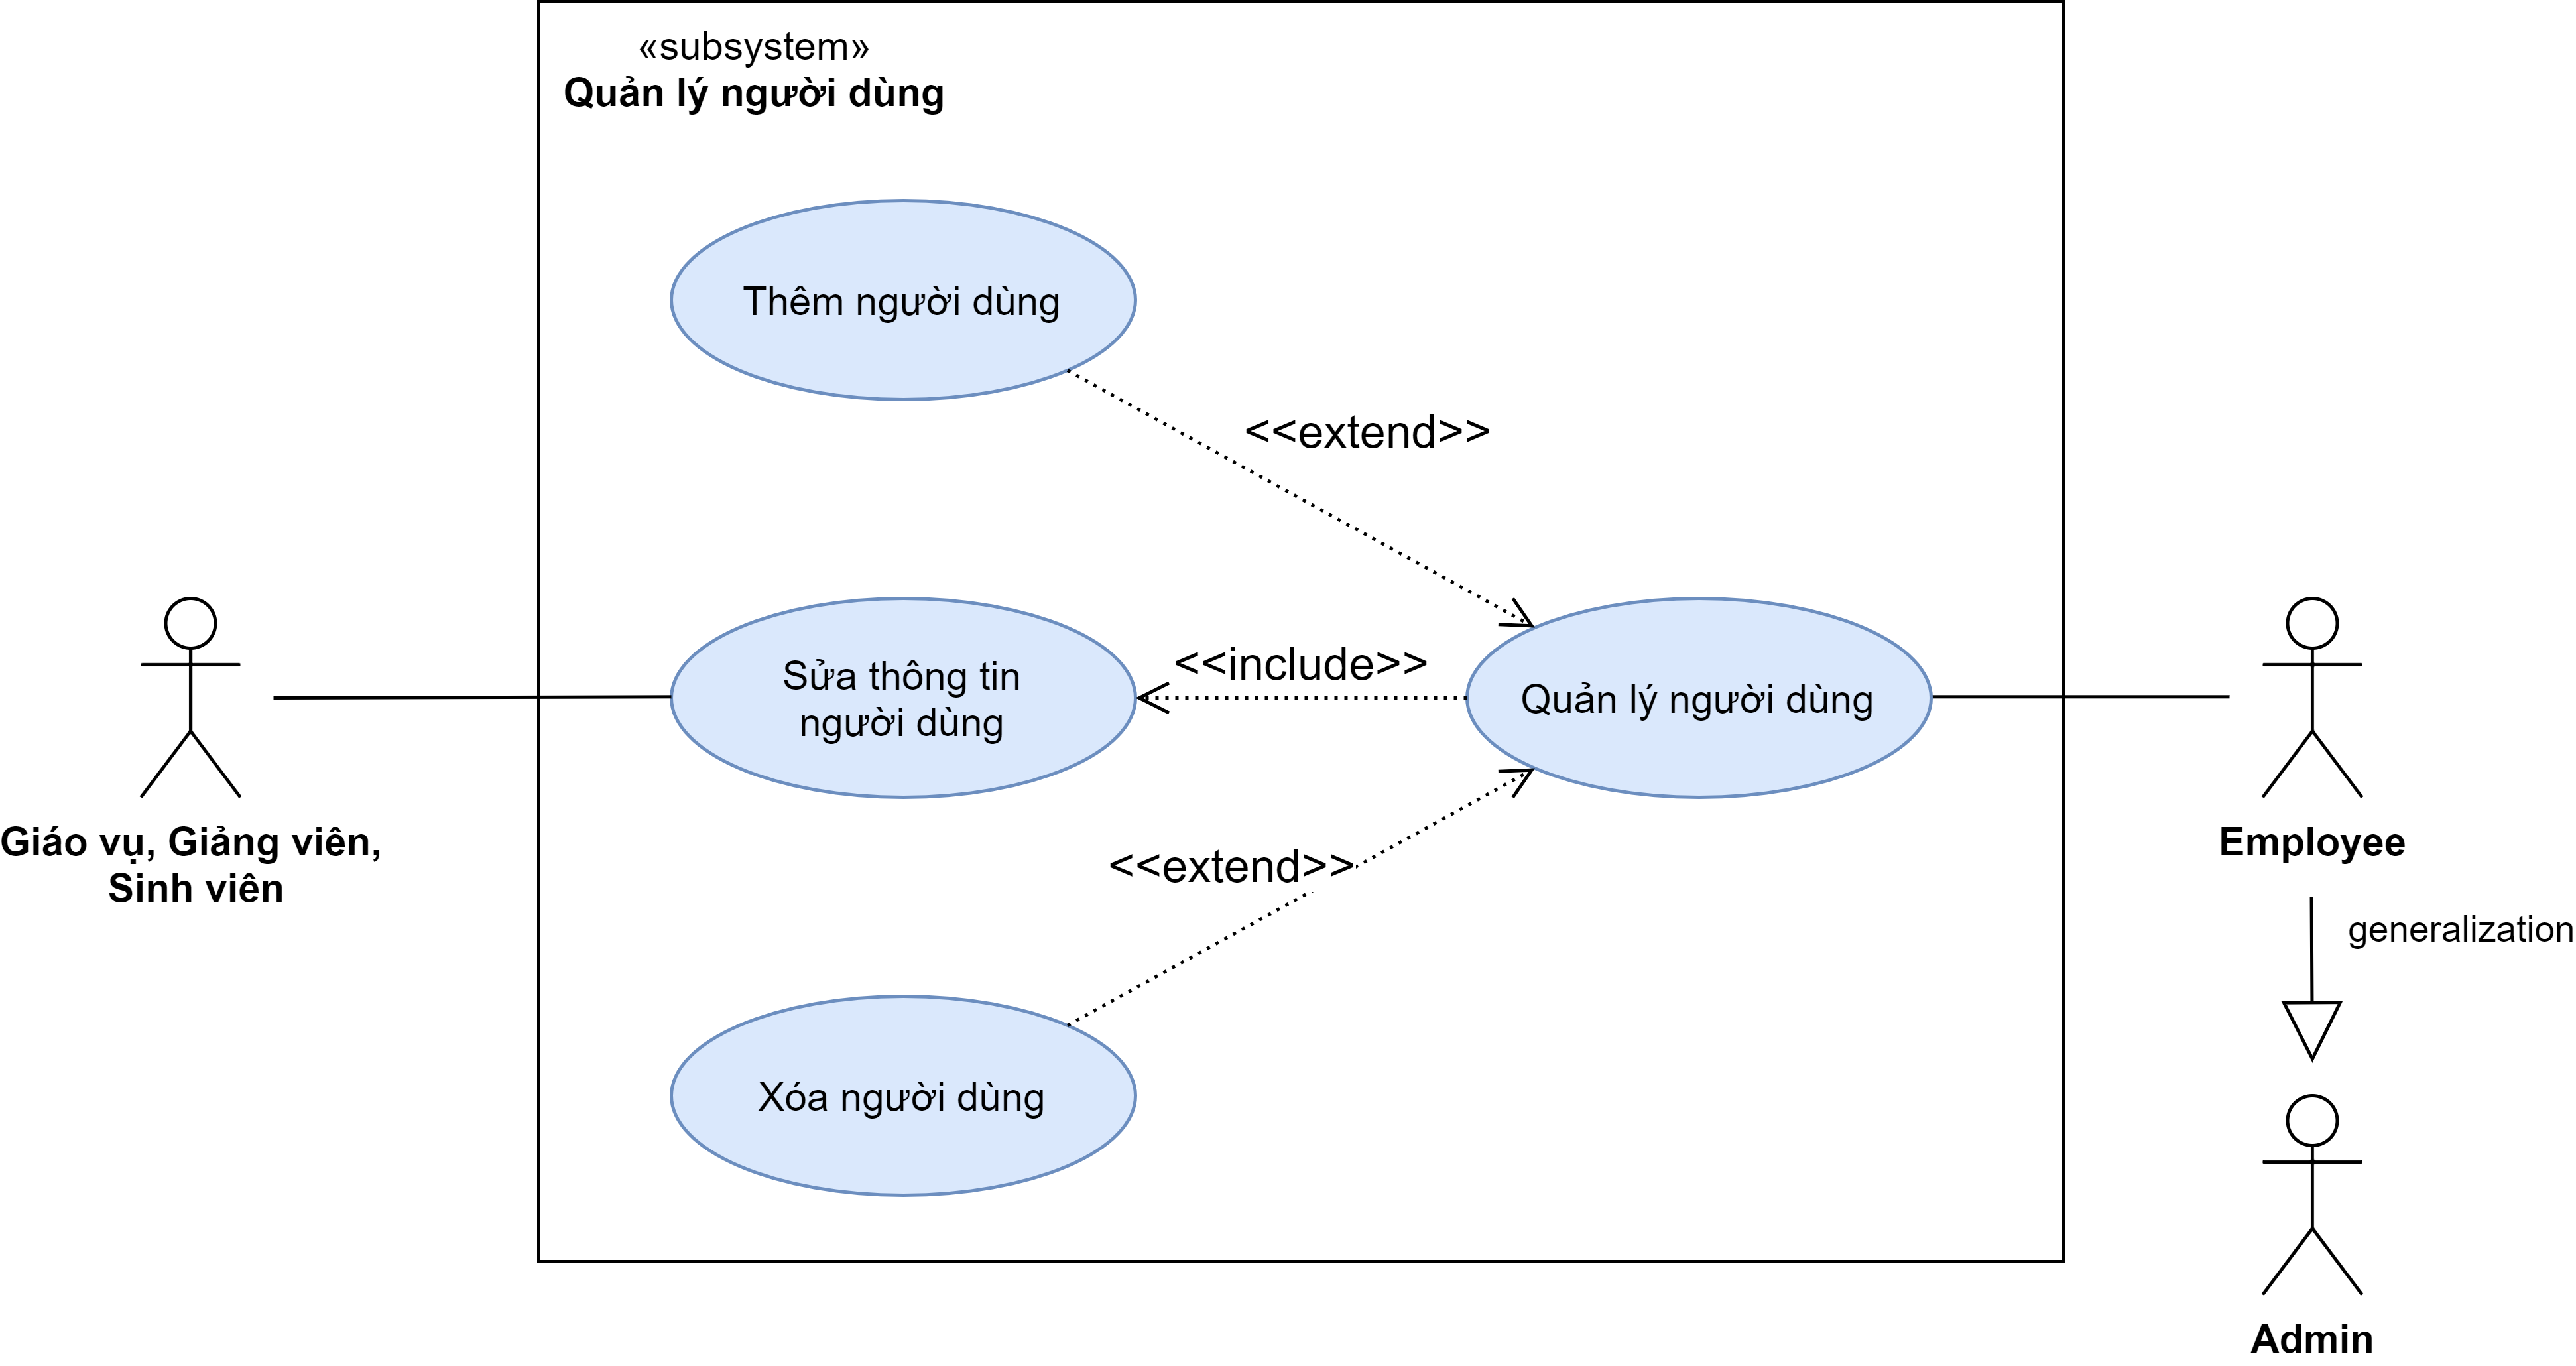 «subsystem»
Quản lý người dùng
Thêm người dùng
<<extend>>
Sửa thông tin
người dùng
<<include>>
Quản lý người dùng
Giáo vụ, Giảng viên,
Sinh viên
<<extend>>
Employee
generalization
Xóa người dùng
Admin